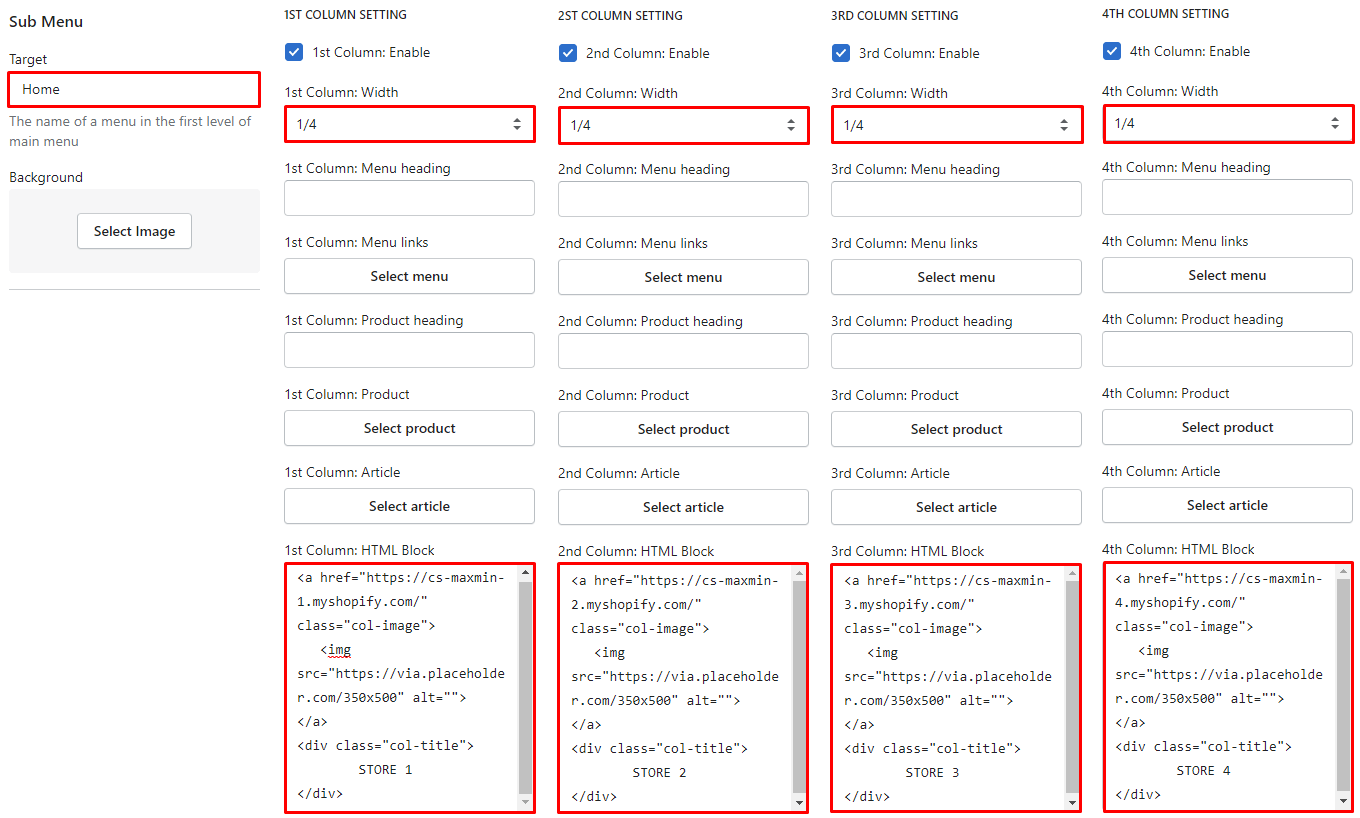 Sub Menu
Target
Home
The name of a menu in the first level of
main menu
Background
Select Image
1ST COLUMN SETTING
1st Column: Enable
1st Column: Width
1/4
1st Column: Menu heading
1st Column: Menu links
Select menu
1st Column: Product heading
1st Column: Product
Select product
1st Column: Article
Select article
1st Column: HTML Block
<a href="https://cs-maxmin-
1.myshopify.com/"
class="col-image">
<img
src="https://via.placeholde
r.com/350x500" alt="">
</a>
<div class="col-title">
STORE 1
</div>
2ST COLUMN SETTING
2nd Column: Enable
2nd Column: Width
1/4
2nd Column: Menu heading
2nd Column: Menu links
Select menu
2nd Column: Product heading
2nd Column: Product
Select product
2nd Column: Article
Select article
2nd Column: HTML Block
<a href="https://cs-maxmin-
2.myshopify.com/"
class="col-image">
<img
src="https://via.placeholde
r.com/350x500" alt="">
</a>
<div class="col-title">
STORE 2
</div>
3RD COLUMN SETTING
3rd Column: Enable
3rd Column: Width
1/4
3rd Column: Menu heading
3rd Column: Menu links
Select menu
3rd Column: Product heading
3rd Column: Product
Select product
3rd Column: Article
Select article
3rd Column: HTML Block
<a href="https://cs-maxmin-
3.myshopify.com/"
class="col-image">
<img
src="https://via.placeholde
r.com/350x500" alt="">
</a>
<div class="col-title">
STORE 3
</div>
4TH COLUMN SETTING
4th Column: Enable
4th Column: Width
1/4
4th Column: Menu heading
4th Column: Menu links
Select menu
4th Column: Product heading
4th Column: Product
Select product
4th Column: Article
Select article
4th Column: HTML Block
<a href="https://cs-maxmin-
4.myshopify.com/"
class="col-image">
<img
src="https://via.placeholde
r.com/350x500" alt="">
</a>
<div class="col-title">
STORE 4
</div>